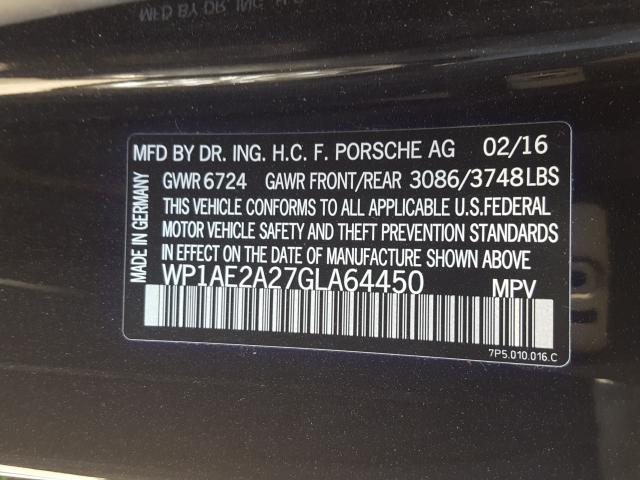 MFD BY DR. ING. H.C. F. PORSCHE AG 02/16
GVWR 6724 GAWR FRONT/REAR 3086/3748 LBS
THIS VEHICLE CONFORMS TO ALL APPLICABLE U.S. FEDERAL
MOTOR VEHICLE SAFETY AND THEFT PREVENTION STANDARDS
IN EFFECT ON THE DATE OF MANUFACTURE SHOWN ABOVE.
WP1AE2A27GLA64450 MPV
7P5.010.016.C
MADE IN GERMANY